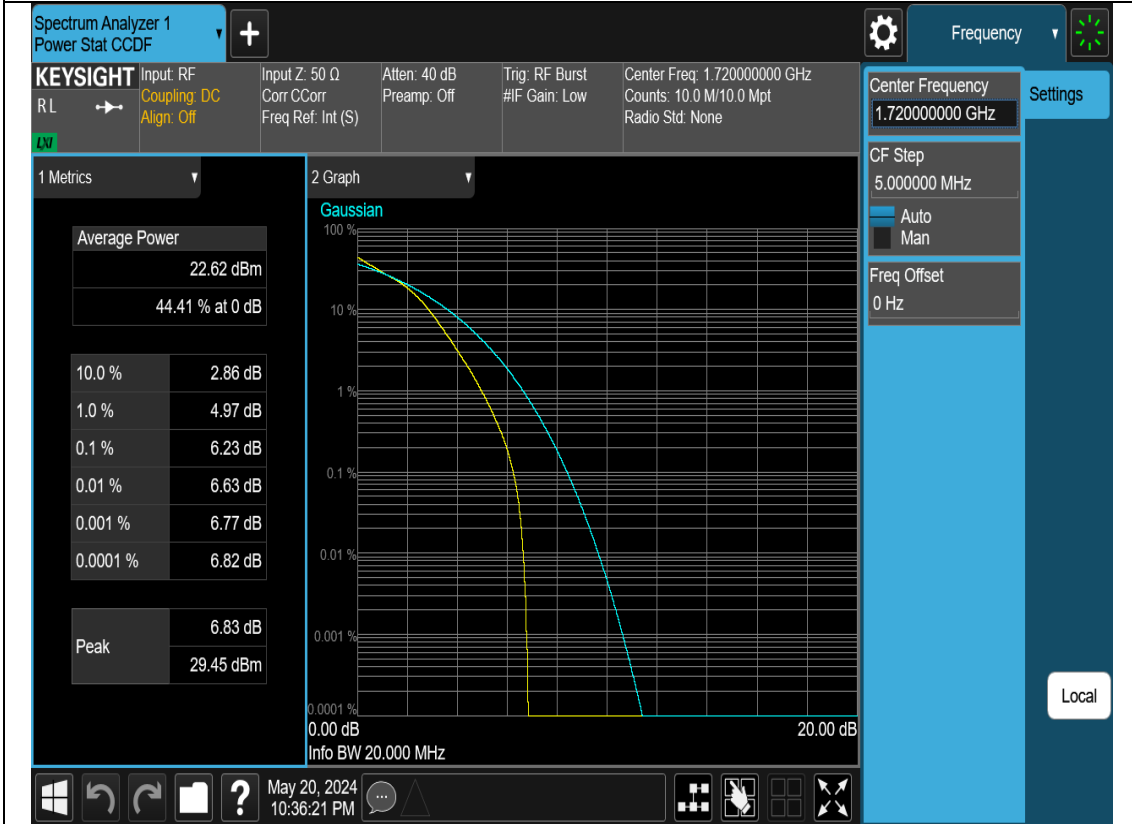 Spectrum Analyzer 1
Power Stat CCDF
+
Frequency
KEYSIGHT
RL
LXI
Input: RF
Coupling: DC
Align: Off
Input Z: 50 Ω
Corr CCorr
Freq Ref: Int (S)
Atten: 40 dB
Preamp: Off
Trig: RF Burst
#IF Gain: Low
Center Freq: 1.720000000 GHz
Counts: 10.0 M/10.0 Mpt
Radio Std: None
Center Frequency
1.720000000 GHz
Settings
CF Step
5.000000 MHz
Auto
Man
Freq Offset
0 Hz
1 Metrics
Average Power
22.62 dBm
44.41 % at 0 dB
10.0 % 2.86 dB
1.0 % 4.97 dB
0.1 % 6.23 dB
0.01 % 6.63 dB
0.001 % 6.77 dB
0.0001 % 6.82 dB
Peak
6.83 dB
29.45 dBm
2 Graph
Gaussian
100 %
10 %
1 %
0.1 %
0.01 %
0.001 %
0.0001 %
0.00 dB 20.00 dB
Info BW 20.000 MHz
Local
?
May 20, 2024
10:36:21 PM